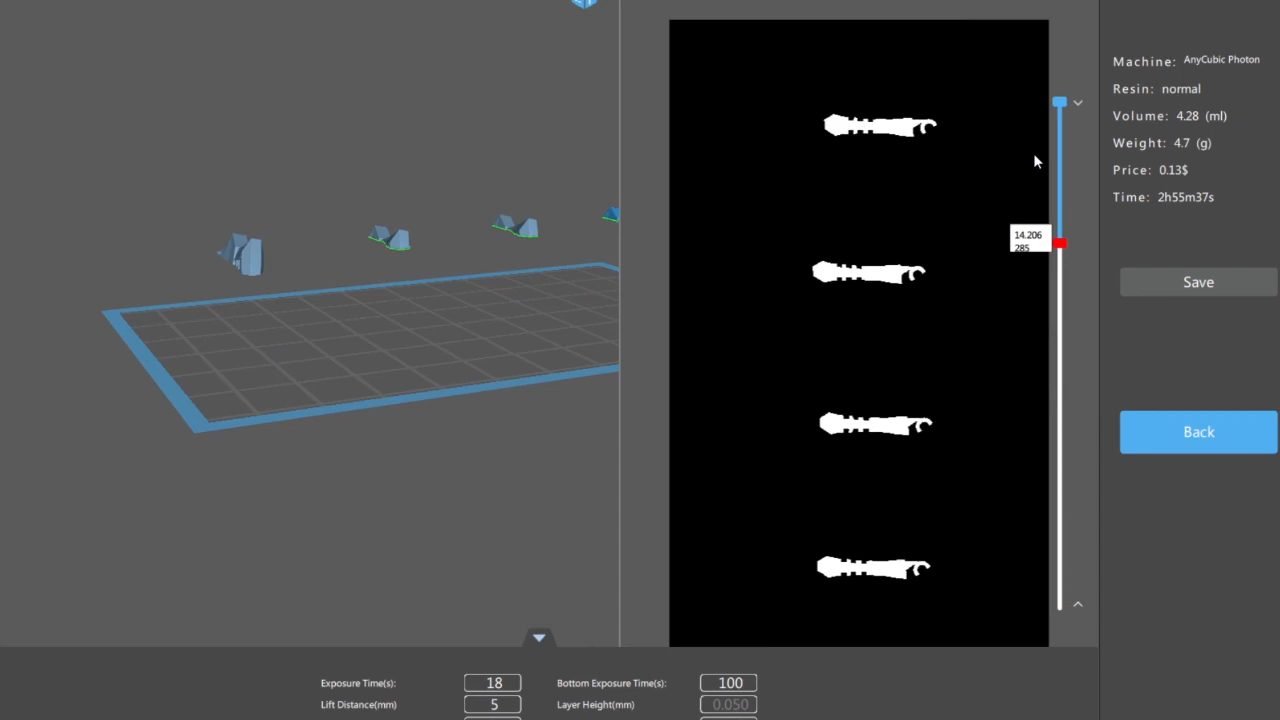 Machine: AnyCubic Photon
Resin: normal
Volume: 4.28 (ml)
Weight: 4.7 (g)
Price: 0.13$
Time: 2h55m37s
14.206
285
Save
Back
Exposure Time(s): 18 Bottom Exposure Time(s): 100
Lift Distance(mm) 5 Layer Height(mm) 0.050